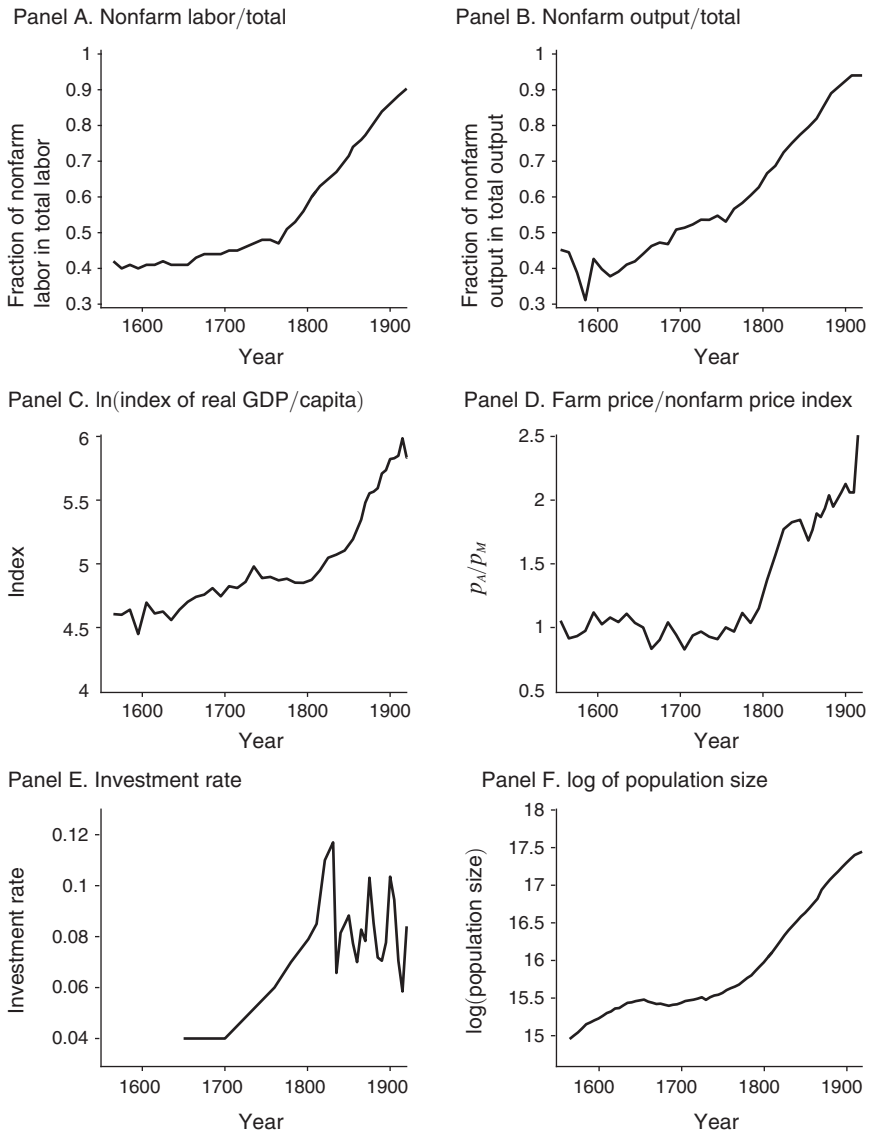 Panel A. Nonfarm labor/total
1
0.9
0.8
0.7
0.6
0.5
0.4
0.3
Fraction of nonfarm
labor in total labor
1600 1700 1800 1900
Year
Panel B. Nonfarm output/total
1
0.9
0.8
0.7
0.6
0.5
0.4
0.3
Fraction of nonfarm
output in total output
1600 1700 1800 1900
Year
Panel C. ln(index of real GDP/capita)
6
5.5
5
4.5
4
Index
1600 1700 1800 1900
Year
Panel D. Farm price/nonfarm price index
2.5
2
1.5
1
0.5
p_A/p_M
1600 1700 1800 1900
Year
Panel E. Investment rate
0.12
0.1
0.08
0.06
0.04
Investment rate
1600 1700 1800 1900
Year
Panel F. log of population size
18
17.5
17
16.5
16
15.5
15
log(population size)
1600 1700 1800 1900
Year